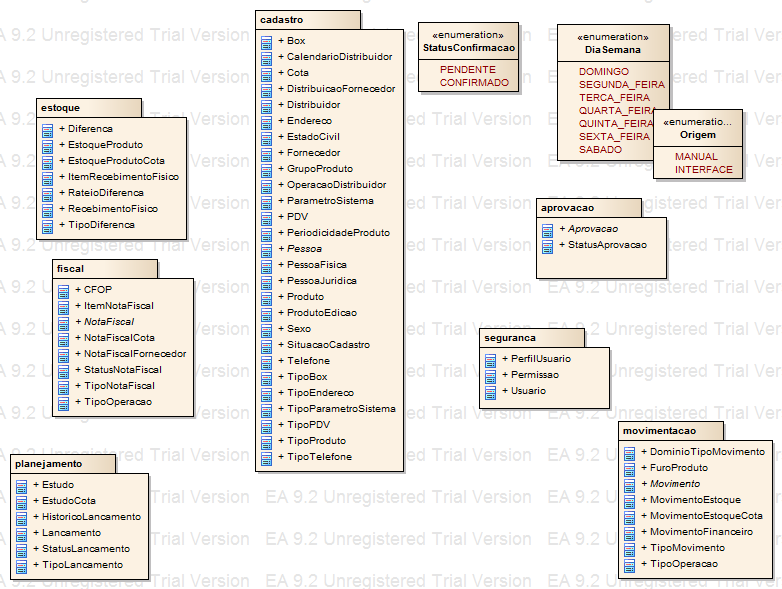 cadastro
+ Box
+ CalendarioDistribuidor
+ Cota
+ DistribuicaoFornecedor
+ Distribuidor
+ Endereco
+ EstadoCivil
+ Fornecedor
+ GrupoProduto
+ OperacaoDistribuidor
+ ParametroSistema
+ PDV
+ PeriodicidadeProduto
+ Pessoa
+ PessoaFisica
+ PessoaJuridica
+ Produto
+ ProdutoEdicao
+ Sexo
+ SituacaoCadastro
+ Telefone
+ TipoBox
+ TipoEndereco
+ TipoParametroSistema
+ TipoPDV
+ TipoProduto
+ TipoTelefone
«enumeration»
StatusConfirmacao
PENDENTE
CONFIRMADO
«enumeration»
DiaSemana
DOMINGO
SEGUNDA_FEIRA
TERCA_FEIRA
QUARTA_FEIRA
QUINTA_FEIRA
SEXTA_FEIRA
SABADO
«enumeratio...
Origem
MANUAL
INTERFACE
estoque
+ Diferenca
+ EstoqueProduto
+ EstoqueProdutoCota
+ ItemRecebimentoFisico
+ RateioDiferenca
+ RecebimentoFisico
+ TipoDiferenca
aprovacao
+ Aprovacao
+ StatusAprovacao
fiscal
+ CFOP
+ ItemNotaFiscal
+ NotaFiscal
+ NotaFiscalCota
+ NotaFiscalFornecedor
+ StatusNotaFiscal
+ TipoNotaFiscal
+ TipoOperacao
seguranca
+ PerfilUsuario
+ Permissao
+ Usuario
planejamento
+ Estudo
+ EstudoCota
+ HistoricoLancamento
+ Lancamento
+ StatusLancamento
+ TipoLancamento
movimentacao
+ DominioTipoMovimento
+ FuroProduto
+ Movimento
+ MovimentoEstoque
+ MovimentoEstoqueCota
+ MovimentoFinanceiro
+ TipoMovimento
+ TipoOperacao
EA 9.2 Unregistered Trial Version